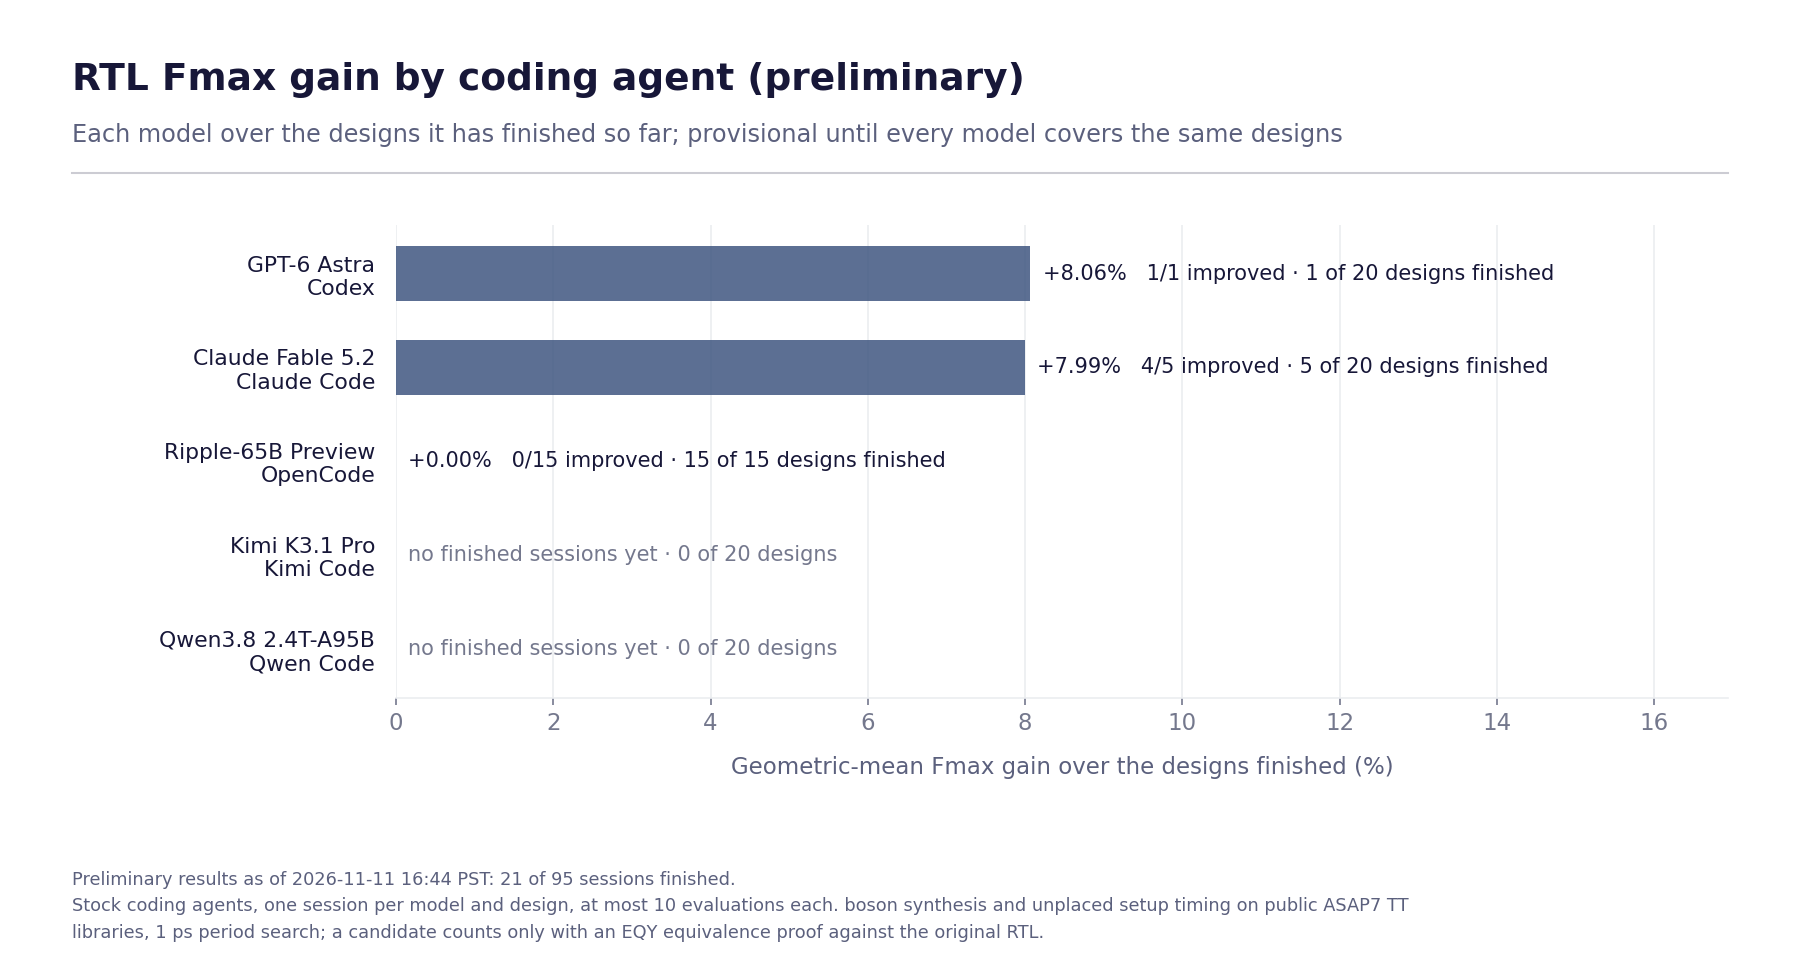 RTL Fmax gain by coding agent (preliminary)
Each model over the designs it has finished so far; provisional until every model covers the same designs
GPT-6 Astra
Codex
+8.06% 1/1 improved · 1 of 20 designs finished
Claude Fable 5.2
Claude Code
+7.99% 4/5 improved · 5 of 20 designs finished
Ripple-65B Preview
OpenCode
+0.00% 0/15 improved · 15 of 15 designs finished
Kimi K3.1 Pro
Kimi Code
no finished sessions yet · 0 of 20 designs
Qwen3.8 2.4T-A95B
Qwen Code
no finished sessions yet · 0 of 20 designs
0 2 4 6 8 10 12 14 16
Geometric-mean Fmax gain over the designs finished (%)
Preliminary results as of 2026-11-11 16:44 PST: 21 of 95 sessions finished.
Stock coding agents, one session per model and design, at most 10 evaluations each. boson synthesis and unplaced setup timing on public ASAP7 TT
libraries, 1 ps period search; a candidate counts only with an EQY equivalence proof against the original RTL.